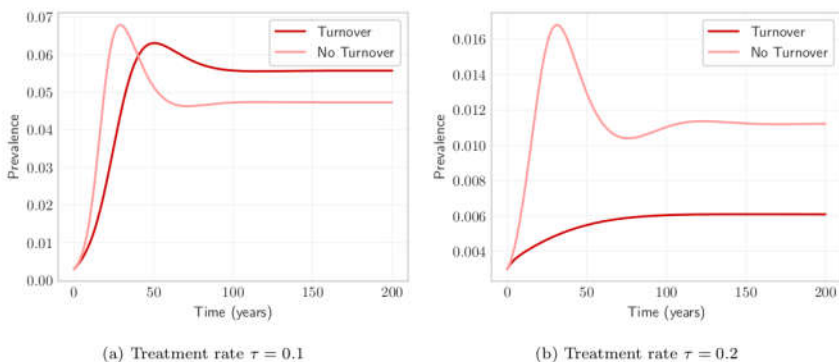 Turnover
No Turnover
0.07
0.06
0.05
0.04
0.03
0.02
0.01
0.00
Prevalence
0
50
100
150
200
Time (years)
(a) Treatment rate τ = 0.1
Turnover
No Turnover
0.016
0.014
0.012
0.010
0.008
0.006
0.004
Prevalence
0
50
100
150
200
Time (years)
(b) Treatment rate τ = 0.2